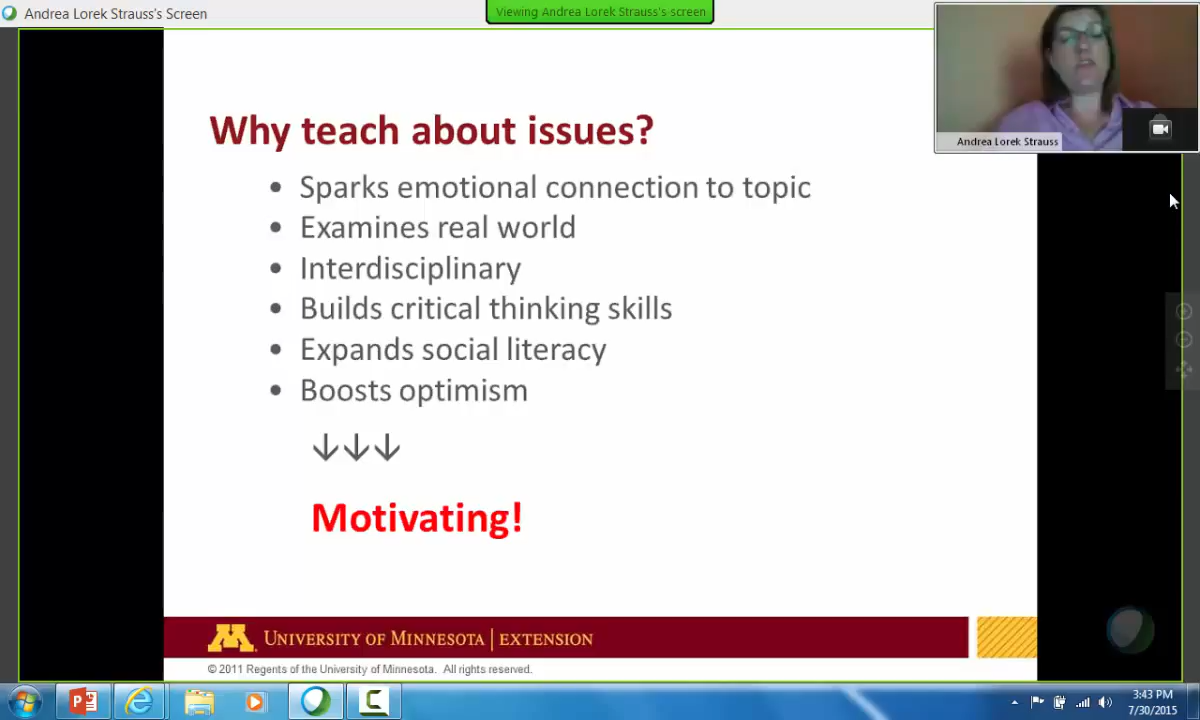 Andrea Lorek Strauss's Screen
Viewing Andrea Lorek Strauss's-screen
Andrea Lorek Strauss
Why teach about issues?
• Sparks emotional connection to topic
• Examines real world
• Interdisciplinary
• Builds critical thinking skills
• Expands social literacy
• Boosts optimism
↓↓↓
Motivating!
M
UNIVERSITY OF MINNESOTA | EXTENSION
© 2011 Regents of the University of Minnesota. All rights reserved.
3:43 PM
7/30/2015